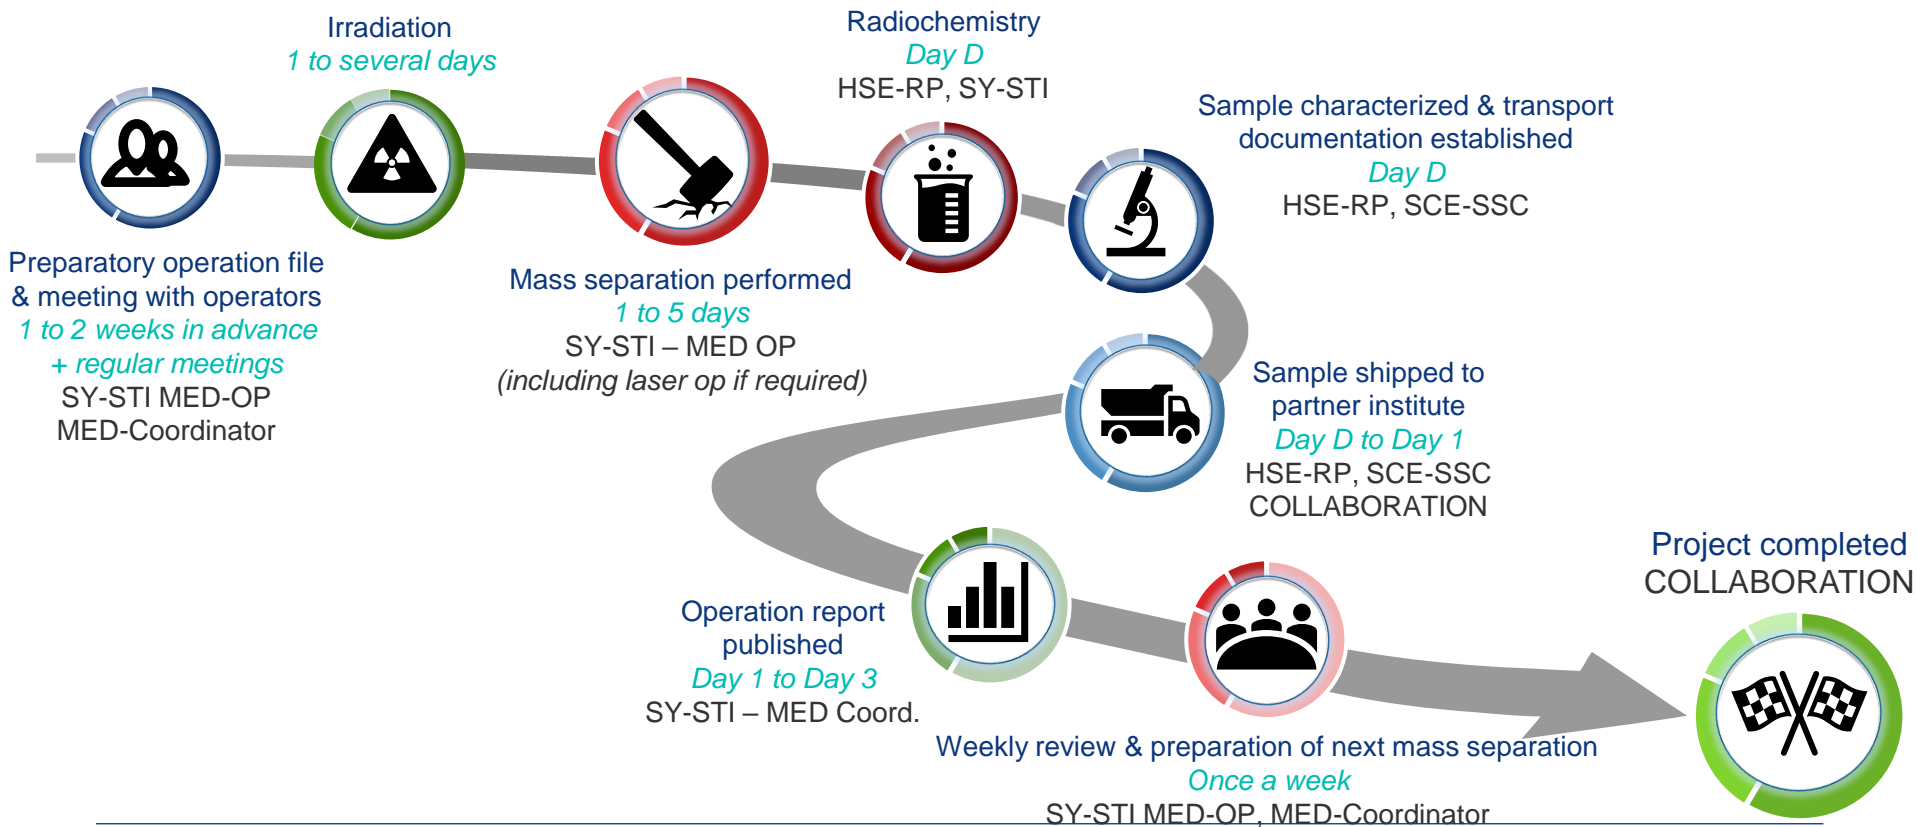 Irradiation
1 to several days
Radiochemistry
Day D
HSE-RP, SY-STI
Sample characterized & transport
documentation established
Day D
HSE-RP, SCE-SSC
Preparatory operation file
& meeting with operators
1 to 2 weeks in advance
+ regular meetings
SY-STI MED-OP
MED-Coordinator
Mass separation performed
1 to 5 days
SY-STI – MED OP
(including laser op if required)
Sample shipped to
partner institute
Day D to Day 1
HSE-RP, SCE-SSC
COLLABORATION
Operation report
published
Day 1 to Day 3
SY-STI – MED Coord.
Weekly review & preparation of next mass separation
Once a week
SY-STI MED-OP, MED-Coordinator
Project completed
COLLABORATION